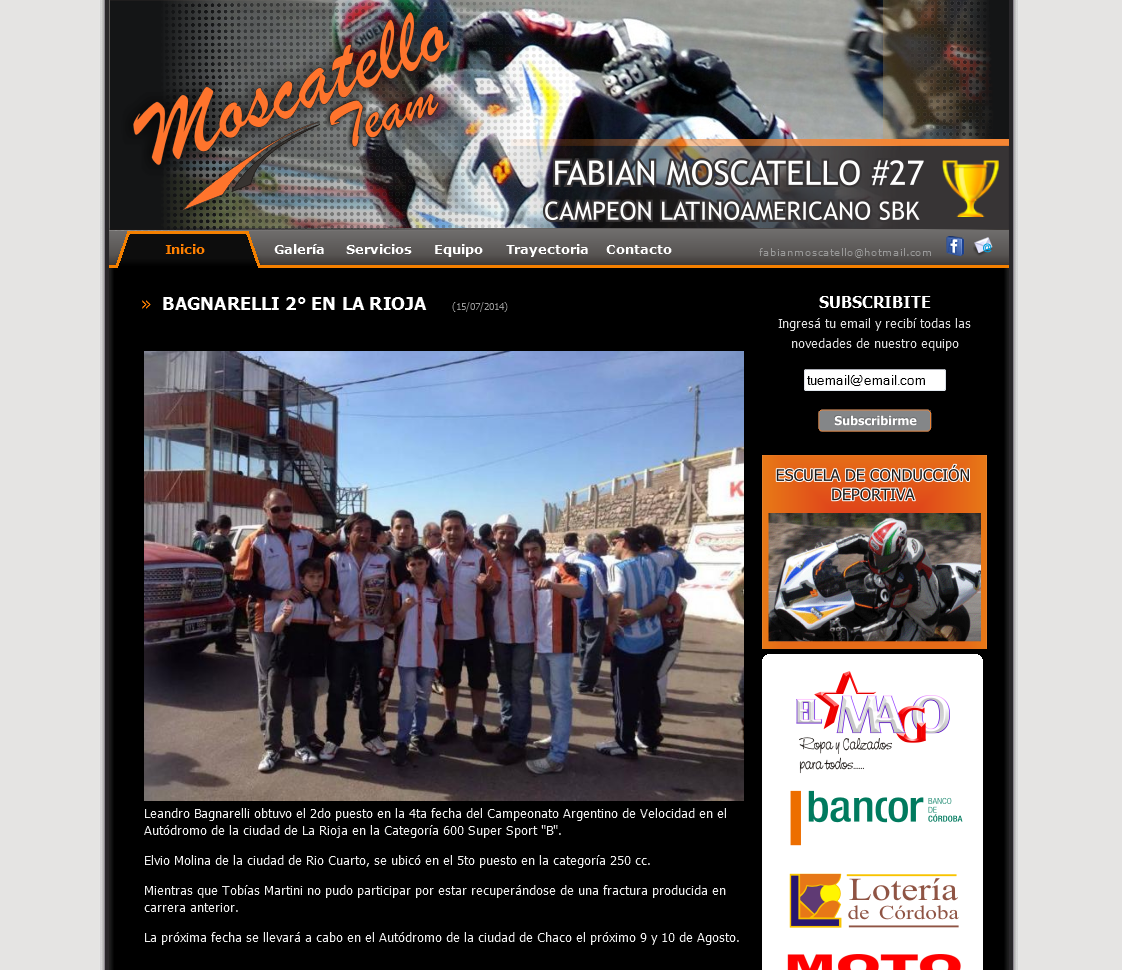 Moscatello
Team
FABIAN MOSCATELLO #27
CAMPEON LATINOAMERICANO SBK
Inicio Galería Servicios Equipo Trayectoria Contacto fabianmoscatello@hotmail.com
» BAGNARELLI 2° EN LA RIOJA (15/07/2014)
Leandro Bagnarelli obtuvo el 2do puesto en la 4ta fecha del Campeonato Argentino de Velocidad en el
Autódromo de la ciudad de La Rioja en la Categoría 600 Super Sport "B".
Elvio Molina de la ciudad de Rio Cuarto, se ubicó en el 5to puesto en la categoría 250 cc.
Mientras que Tobías Martini no pudo participar por estar recuperándose de una fractura producida en
carrera anterior.
La próxima fecha se llevará a cabo en el Autódromo de la ciudad de Chaco el próximo 9 y 10 de Agosto.
SUBSCRIBITE
Ingresá tu email y recibí todas las
novedades de nuestro equipo
tuemail@email.com
Subscribirme
ESCUELA DE CONDUCCIÓN
DEPORTIVA
EL MAGO
Ropa y Calzados
para todos.....
bancor BANCO
DE
CÓRDOBA
Lotería
de Córdoba
MOTO